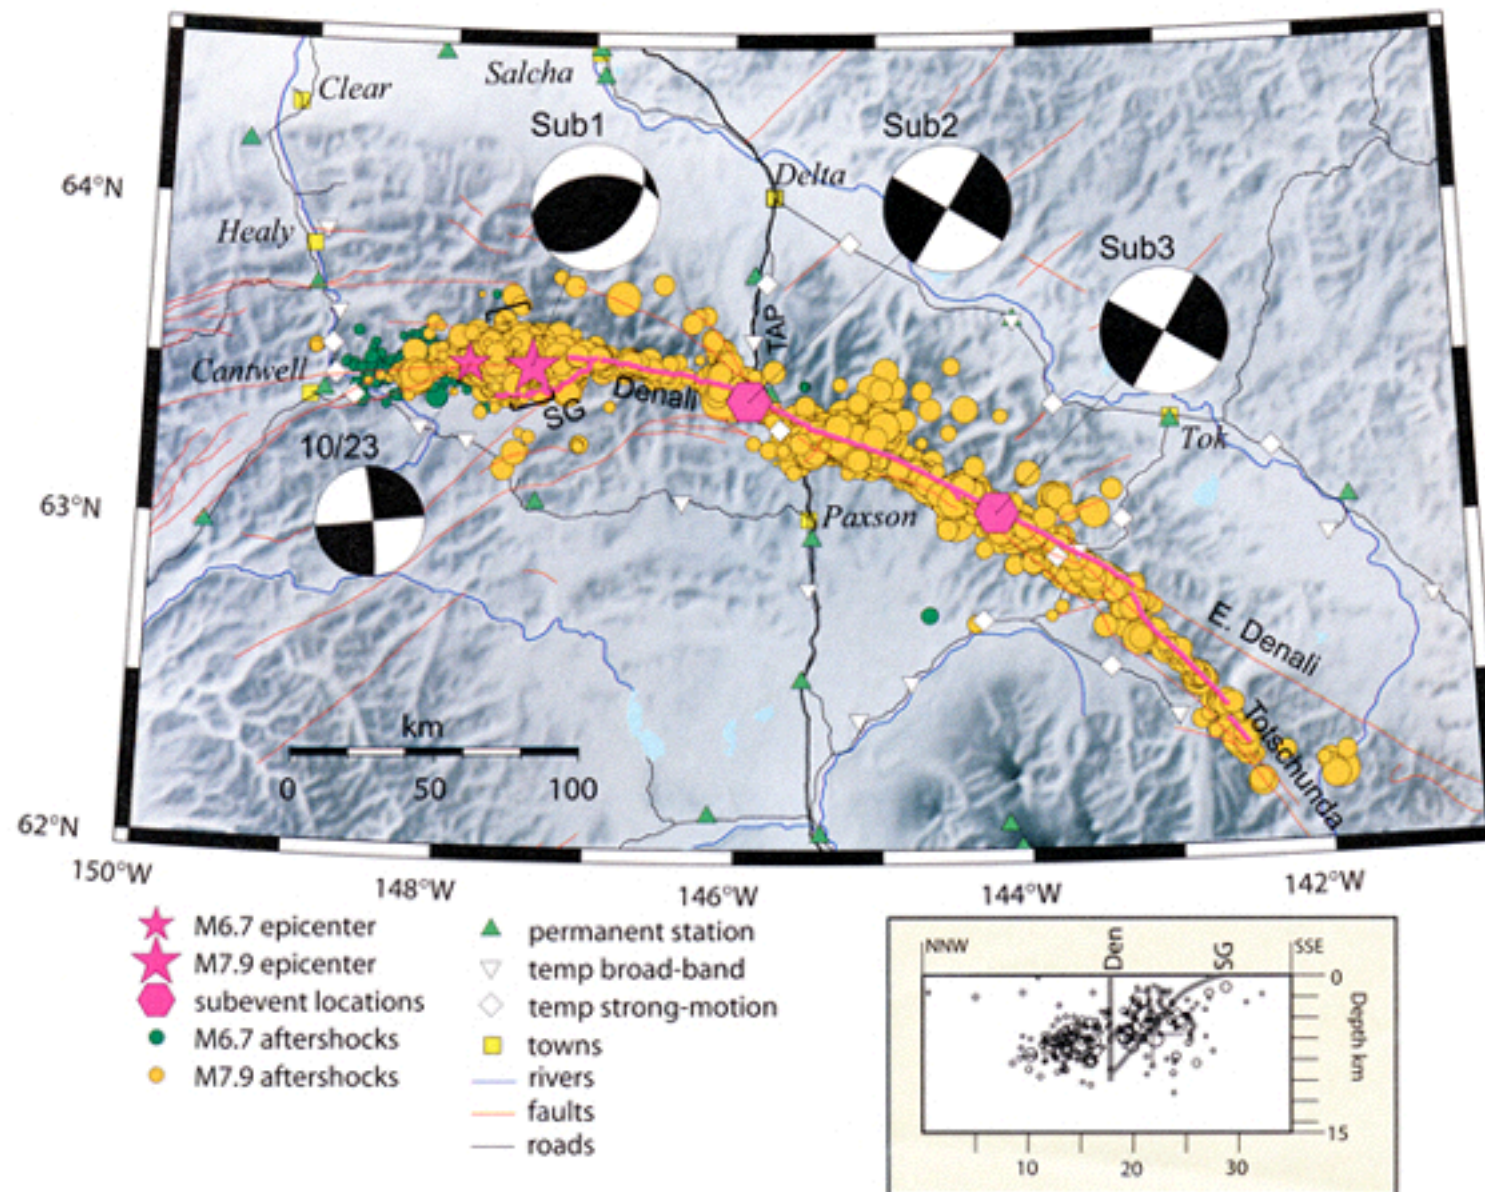 Clear
Salcha
Sub1
Sub2
Delta
64°N
Healy
Sub3
TAP
Cantwell
Denali
SG
Tok
10/23
63°N
Paxson
E. Denali
km
Totschunda
0 50 100
62°N
150°W
148°W
146°W
144°W
142°W
M6.7 epicenter
M7.9 epicenter
subevent locations
M6.7 aftershocks
M7.9 aftershocks
permanent station
temp broad-band
temp strong-motion
towns
rivers
faults
roads
NNW
Den
SG
SSE
0
Depth km
15
10 20 30